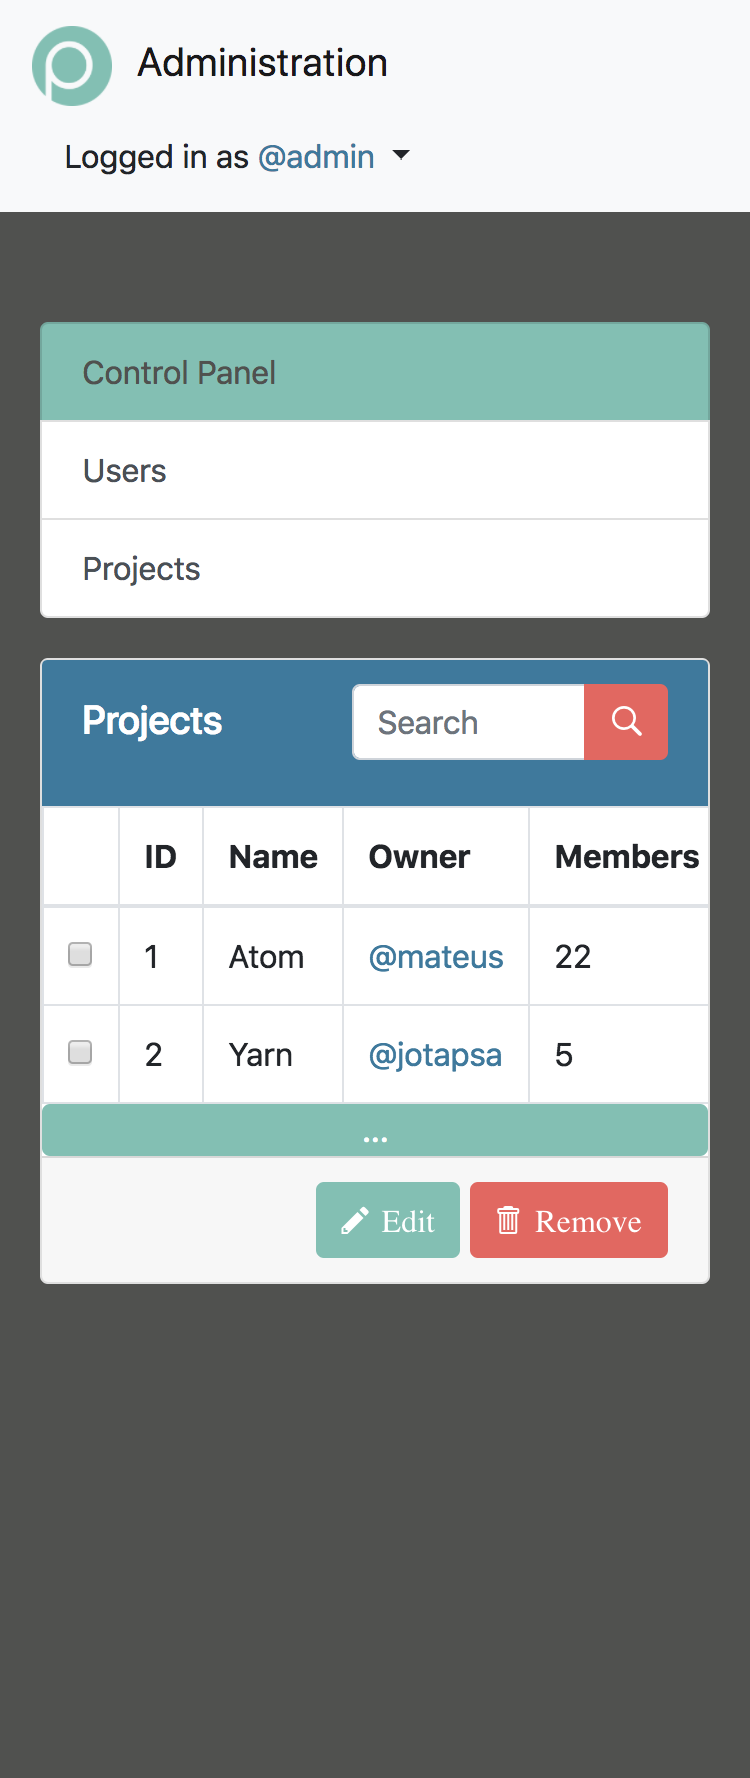 Administration
Logged in as @admin
Control Panel
Users
Projects
Projects Search
ID Name Owner Members
1 Atom @mateus 22
2 Yarn @jotapsa 5
...
Edit Remove